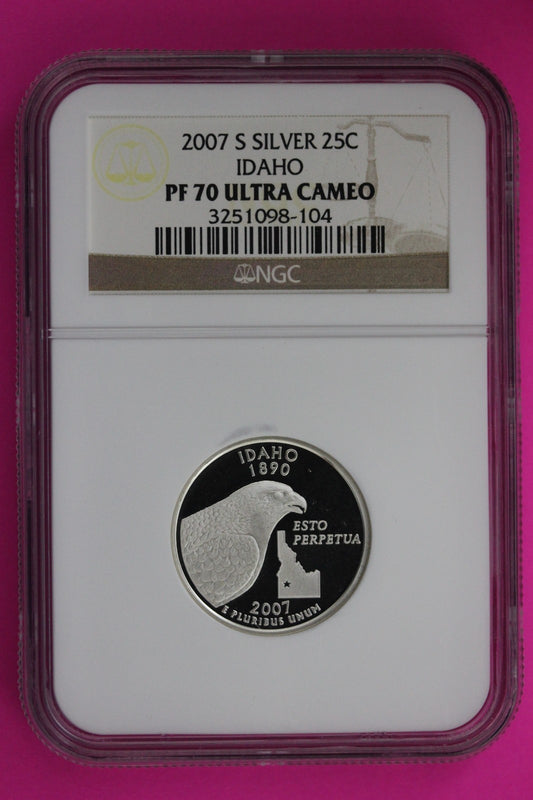 2007 S SILVER 25C
IDAHO
PF 70 ULTRA CAMEO
3251098-104
NGC
IDAHO
1890
ESTO
PERPETUA
2007
E PLURIBUS UNUM